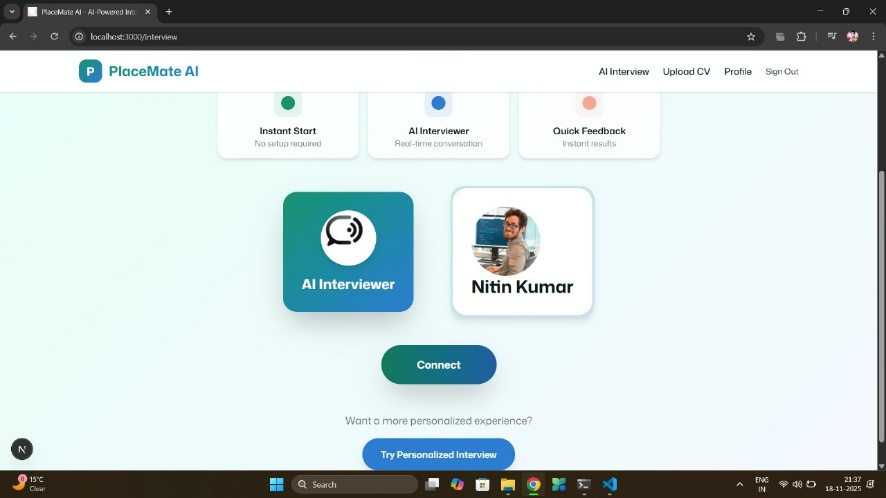 PlaceMate AI - AI-Powered Inte
localhost:3000/interview
P PlaceMate AI
AI Interview Upload CV Profile Sign Out
Instant Start
No setup required
AI Interviewer
Real-time conversation
Quick Feedback
Instant results
AI Interviewer
Nitin Kumar
Connect
Want a more personalized experience?
Try Personalized Interview
N
15°C
Clear
Search
ENG
IN
21:37
18-11-2025